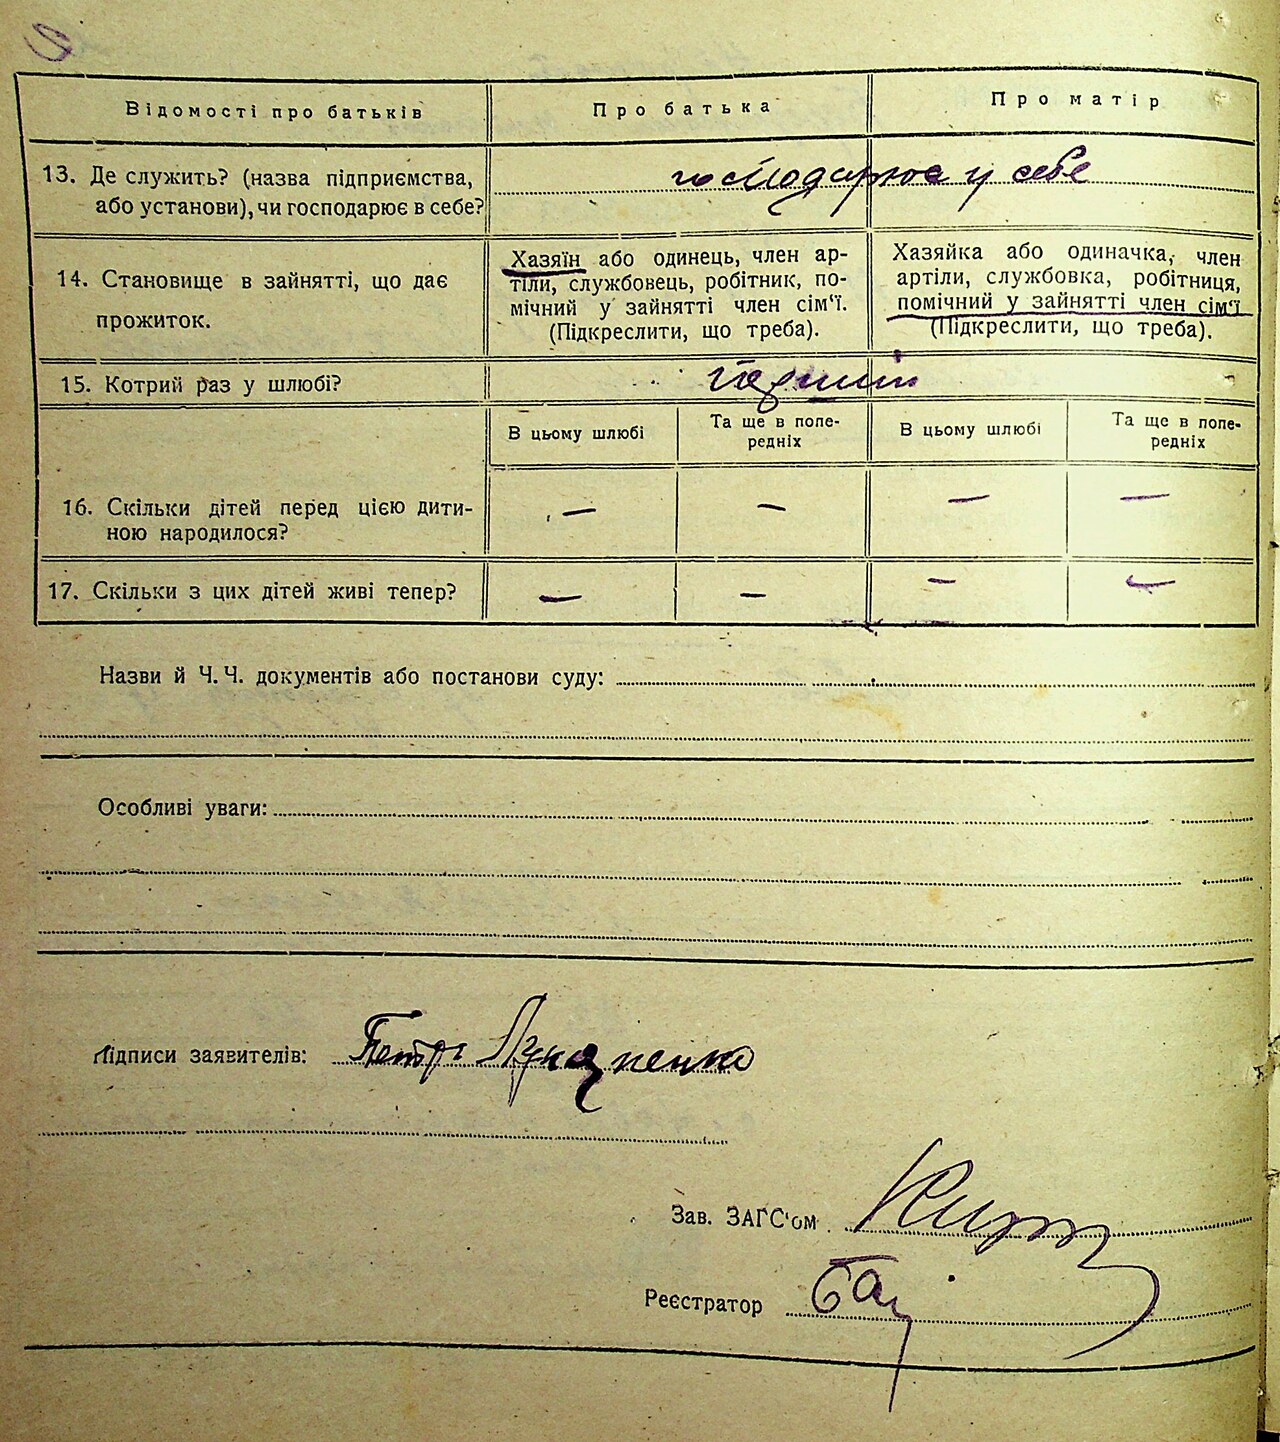 Відомості про батьків
Про батька
Про матір
13. Де служить? (назва підприємства,
або установи), чи господарює в себе?
господарює у себе
14. Становище в зайнятті, що дає
прожиток.
Хазяїн або одинець, член ар-
тіли, службовець, робітник, по-
мічний у зайнятті член сім‘ї.
(Підкреслити, що треба).
Хазяйка або одиначка, член
артіли, службовка, робітниця,
помічний у зайнятті член сім‘ї
(Підкреслити, що треба).
15. Котрий раз у шлюбі?
Перший
В цьому шлюбі
Та ще в попе-
редніх
В цьому шлюбі
Та ще в попе-
редніх
16. Скільки дітей перед цією дити-
ною народилося?
— — — —
17. Скільки з цих дітей живі тепер?
— — — —
Назви й Ч. Ч. документів або постанови суду:
Особливі уваги:
Підписи заявителів: Петро
Зав. ЗАГС‘ом
Реєстратор